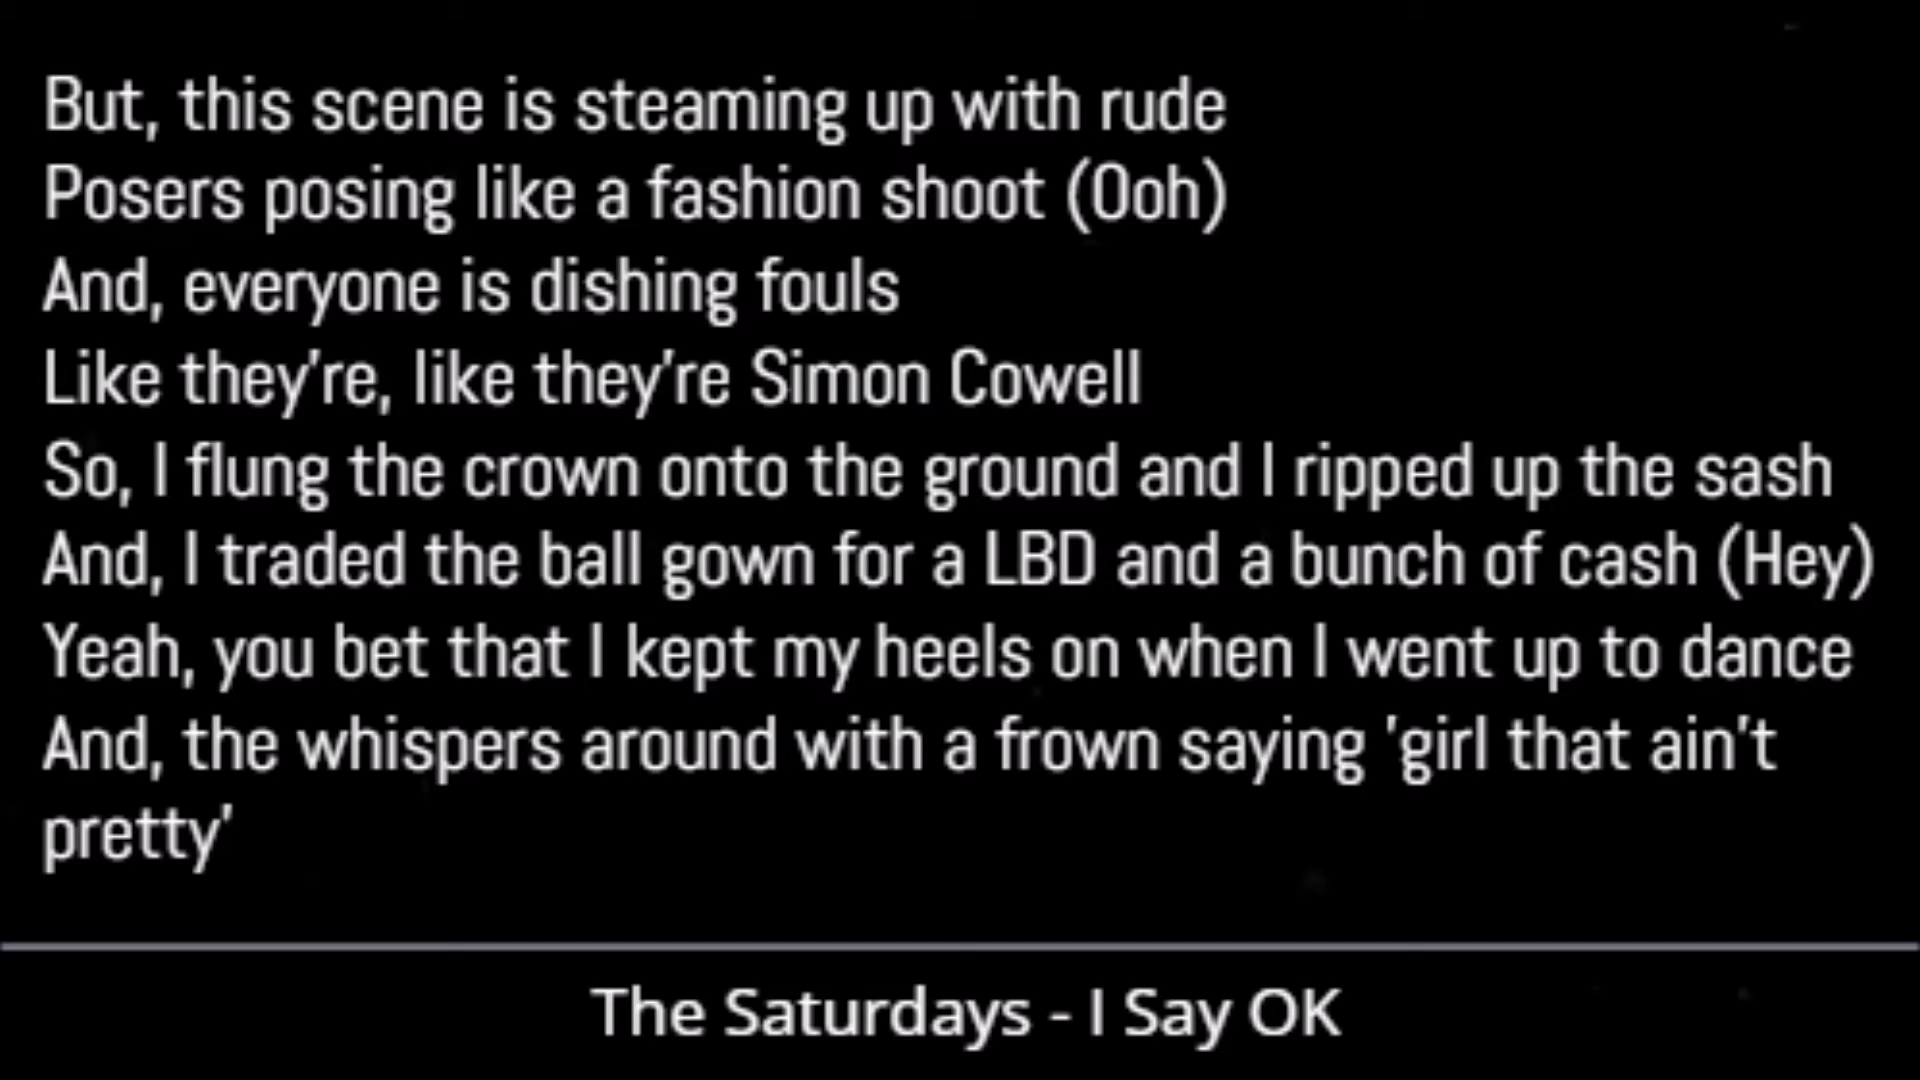 But, this scene is steaming up with rude
Posers posing like a fashion shoot (Ooh)
And, everyone is dishing fouls
Like they're, like they're Simon Cowell
So, I flung the crown onto the ground and I ripped up the sash
And, I traded the ball gown for a LBD and a bunch of cash (Hey)
Yeah, you bet that I kept my heels on when I went up to dance
And, the whispers around with a frown saying 'girl that ain't
pretty'
The Saturdays - I Say OK